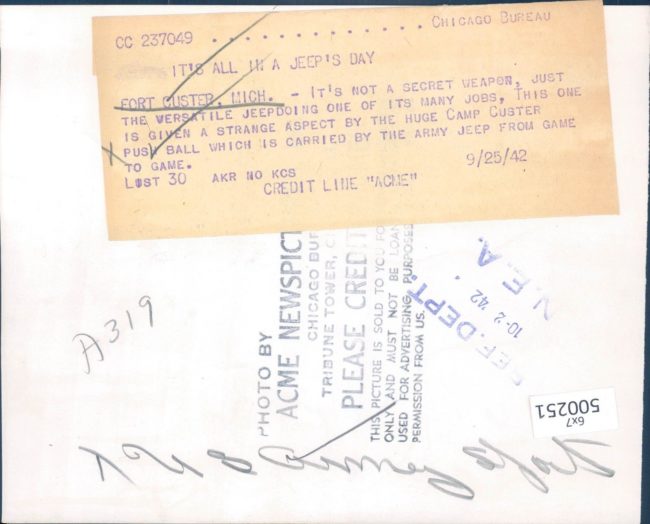 CC 237049 . . . . . . . . . . . . . . CHICAGO BUREAU
IT'S ALL IN A JEEP'S DAY
FORT CUSTER, MICH. - IT'S NOT A SECRET WEAPON, JUST
THE VERSATILE JEEPDOING ONE OF ITS MANY JOBS, THIS ONE
IS GIVEN A STRANGE ASPECT BY THE HUGE CAMP CUSTER
PUSH BALL WHICH IS CARRIED BY THE ARMY JEEP FROM GAME
TO GAME.
LUST 30 AKR NO KCS 9/25/42
CREDIT LINE "ACME"
A319
PHOTO BY
ACME NEWSPICT
CHICAGO BUR
TRIBUNE TOWER, C
PLEASE CREDIT
THIS PICTURE IS SOLD TO YOU FO
ONLY AND MUST NOT BE LOAN
USED FOR ADVERTISING PURPOSES
PERMISSION FROM US.
REF. DEPT.
10-2-42
N.E.A.
6x7
500251
Army